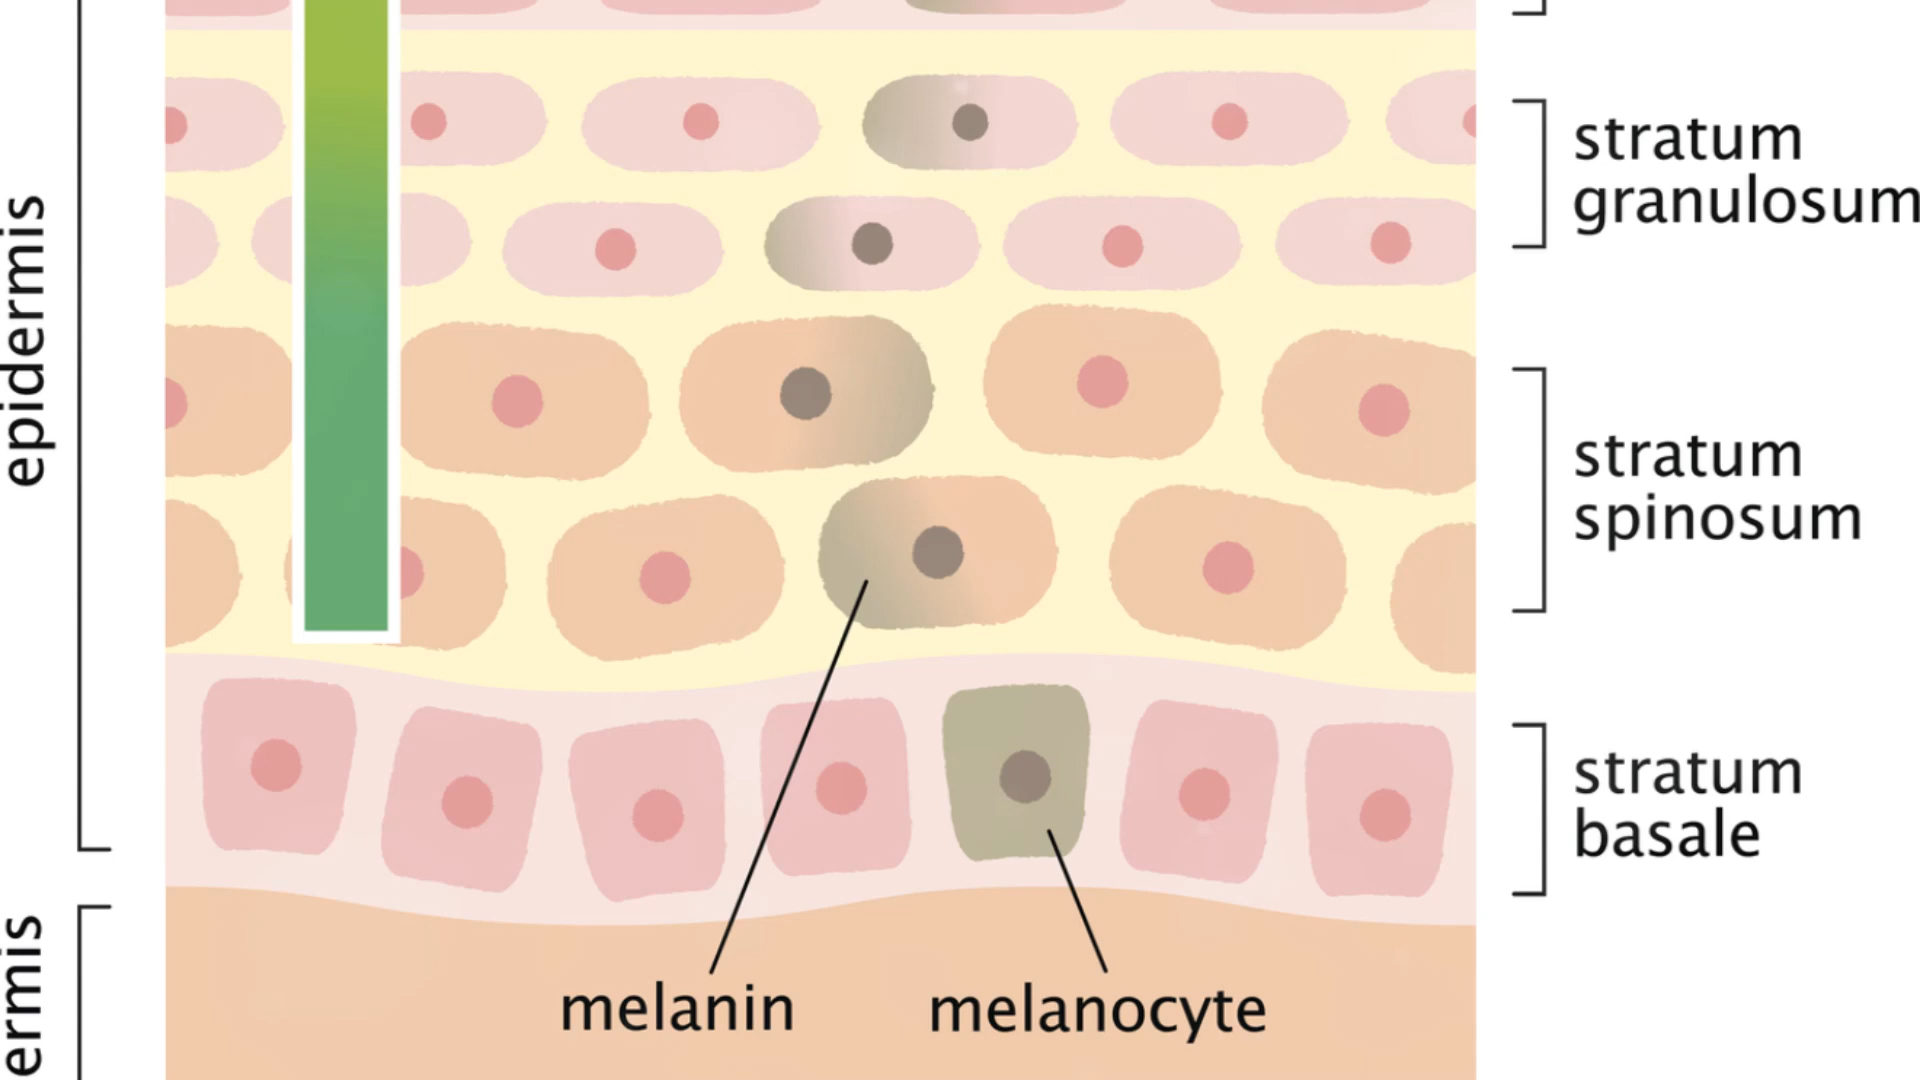 epidermis
stratum
granulosum
stratum
spinosum
stratum
basale
ermis
melanin
melanocyte